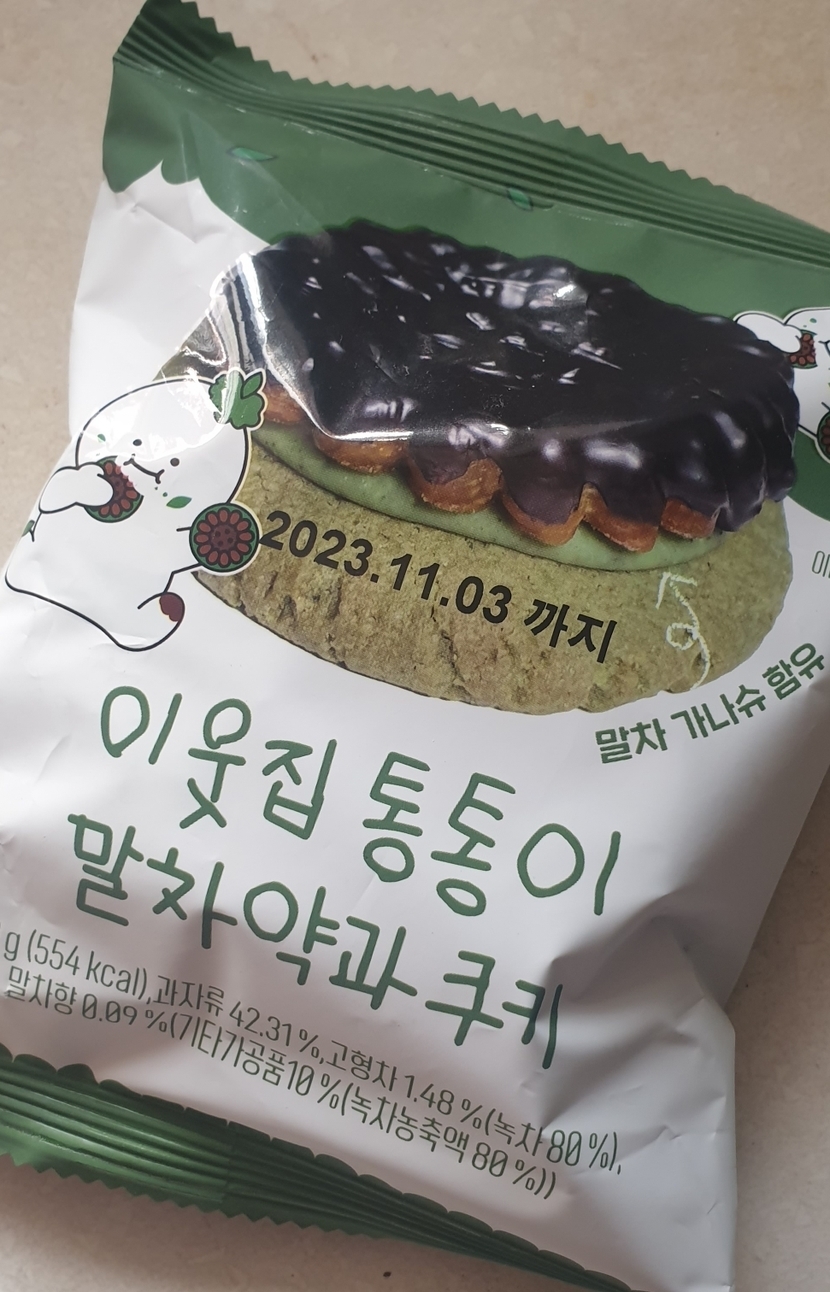 2023.11.03 까지
말차 가나슈 함유
이웃집 통통이
말차약과 쿠키
g (554 kcal),과자류 42.31 %,고형차 1.48 %(녹차 80 %),
말차향 0.09 %(기타가공품10 %(녹차농축액 80 %))